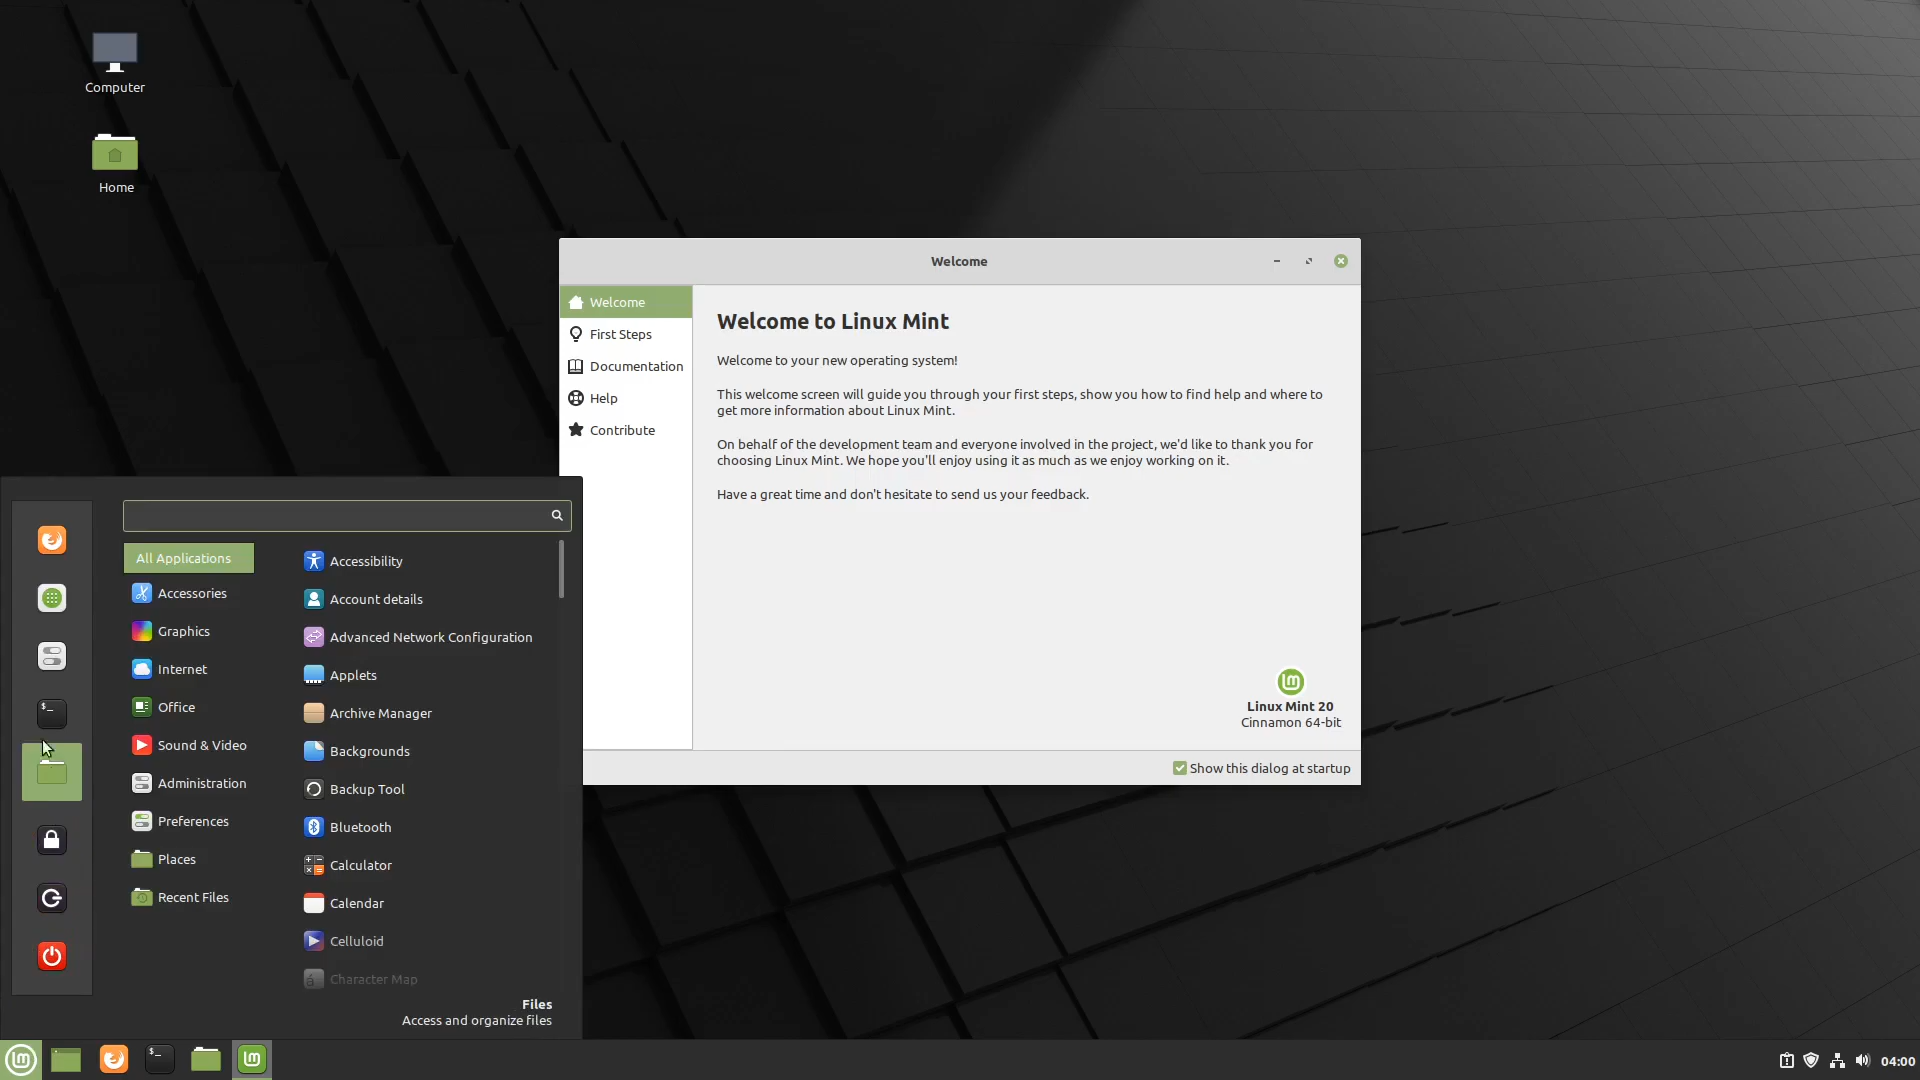 Computer
Home
Welcome
Welcome
First Steps
Documentation
Help
Contribute
Welcome to Linux Mint
Welcome to your new operating system!
This welcome screen will guide you through your first steps, show you how to find help and where to
get more information about Linux Mint.
On behalf of the development team and everyone involved in the project, we'd like to thank you for
choosing Linux Mint. We hope you'll enjoy using it as much as we enjoy working on it.
Have a great time and don't hesitate to send us your feedback.
Linux Mint 20
Cinnamon 64-bit
Show this dialog at startup
All Applications
Accessories
Graphics
Internet
Office
Sound & Video
Administration
Preferences
Places
Recent Files
Accessibility
Account details
Advanced Network Configuration
Applets
Archive Manager
Backgrounds
Backup Tool
Bluetooth
Calculator
Calendar
Celluloid
Character Map
Files
Access and organize files
04:00